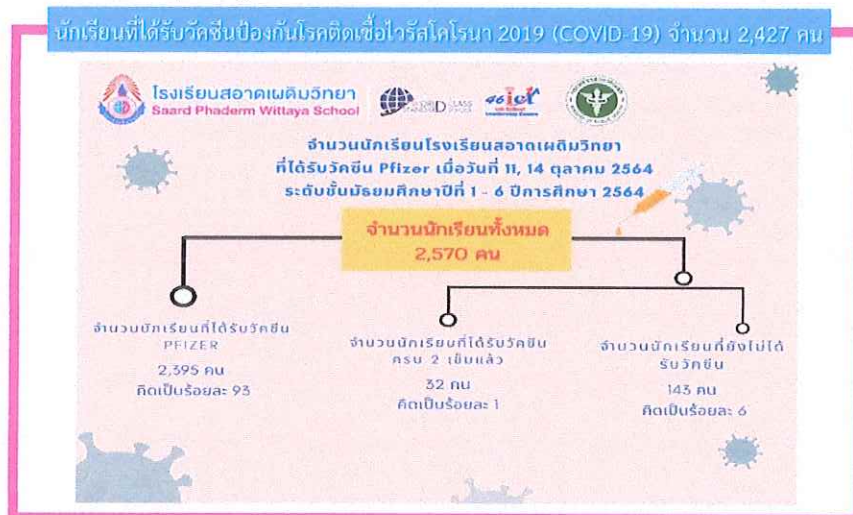 นักเรียนที่ได้รับวัคซีนป้องกันโรคติดเชื้อไวรัสโคโรนา 2019 (COVID-19) จำนวน 2,427 คน
โรงเรียนสอาดเผดิมวิทยา
Saard Phaderm Wittaya School
จำนวนนักเรียนโรงเรียนสอาดเผดิมวิทยา
ที่ได้รับวัคซีน Pfizer เมื่อวันที่ 11, 14 ตุลาคม 2564
ระดับชั้นมัธยมศึกษาปีที่ 1 - 6 ปีการศึกษา 2564
จำนวนนักเรียนทั้งหมด
2,570 คน
จำนวนนักเรียนที่ได้รับวัคซีน
PFIZER
2,395 คน
คิดเป็นร้อยละ 93
จำนวนนักเรียนที่ได้รับวัคซีน
ครบ 2 เข็มแล้ว
32 คน
คิดเป็นร้อยละ 1
จำนวนนักเรียนที่ยังไม่ได้
รับวัคซีน
143 คน
คิดเป็นร้อยละ 6